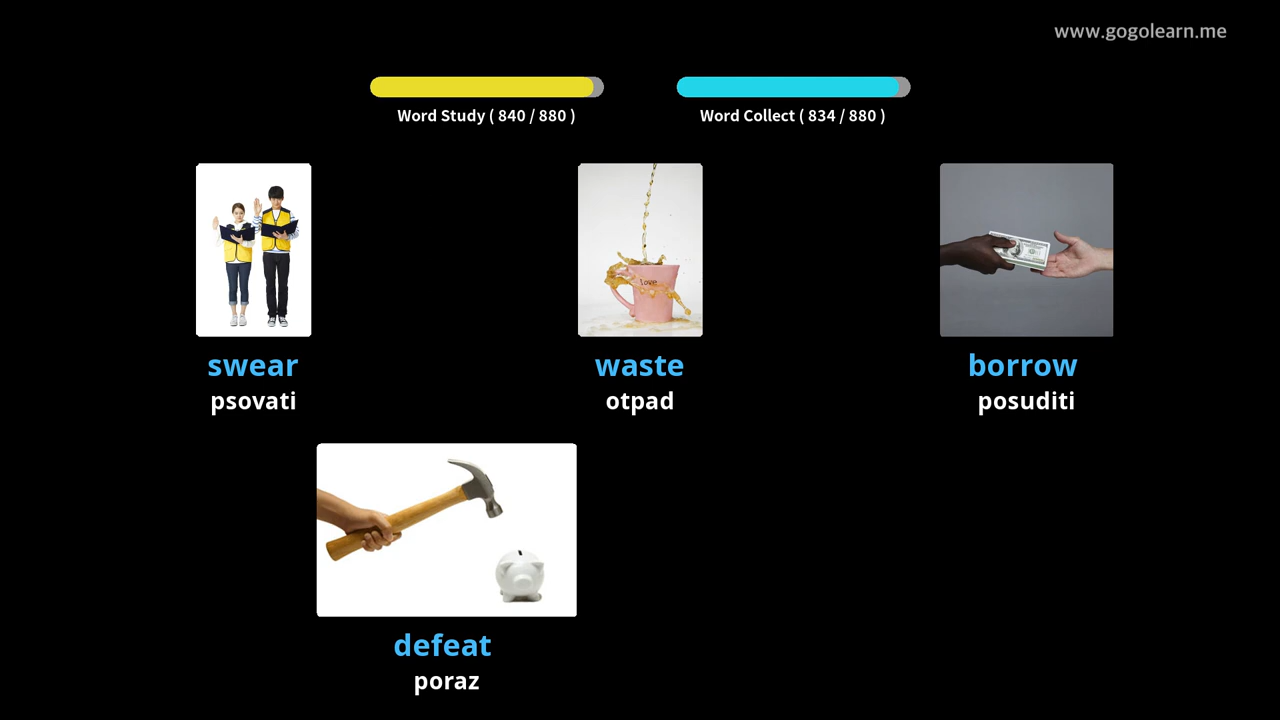 www.gogolearn.me
Word Study ( 840 / 880 )
Word Collect ( 834 / 880 )
love
swear
psovati
waste
otpad
borrow
posuditi
defeat
poraz